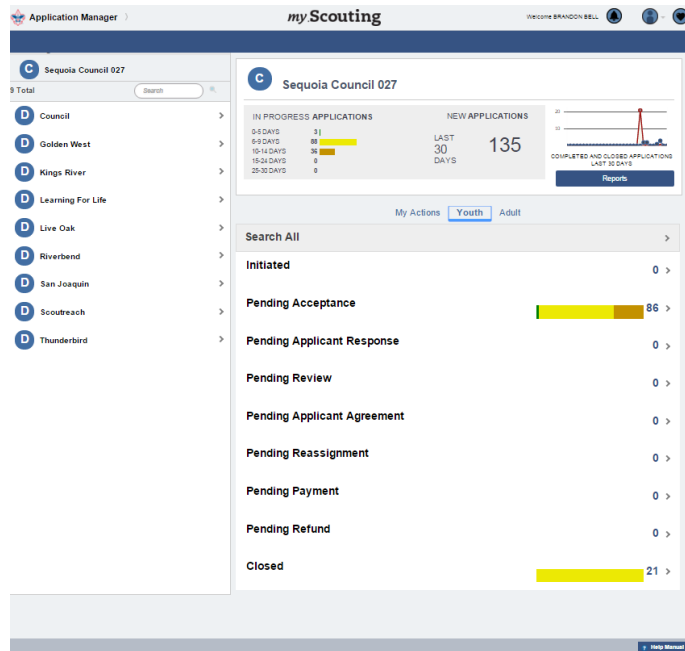 Application Manager
my.Scouting
Welcome BRANDON BELL
C Sequoia Council 027
9 Total
Search
D Council
D Golden West
D Kings River
D Learning For Life
D Live Oak
D Riverbend
D San Joaquin
D Scoutreach
D Thunderbird
C Sequoia Council 027
IN PROGRESS APPLICATIONS
0-5 DAYS 3
6-9 DAYS 88
10-14 DAYS 36
15-24 DAYS 0
25-30 DAYS 0
NEW APPLICATIONS
LAST 30 DAYS
135
20
10
COMPLETED AND CLOSED APPLICATIONS
LAST 30 DAYS
Reports
My Actions Youth Adult
Search All
Initiated 0
Pending Acceptance 86
Pending Applicant Response 0
Pending Review 0
Pending Applicant Agreement 0
Pending Reassignment 0
Pending Payment 0
Pending Refund 0
Closed 21
Help Manual